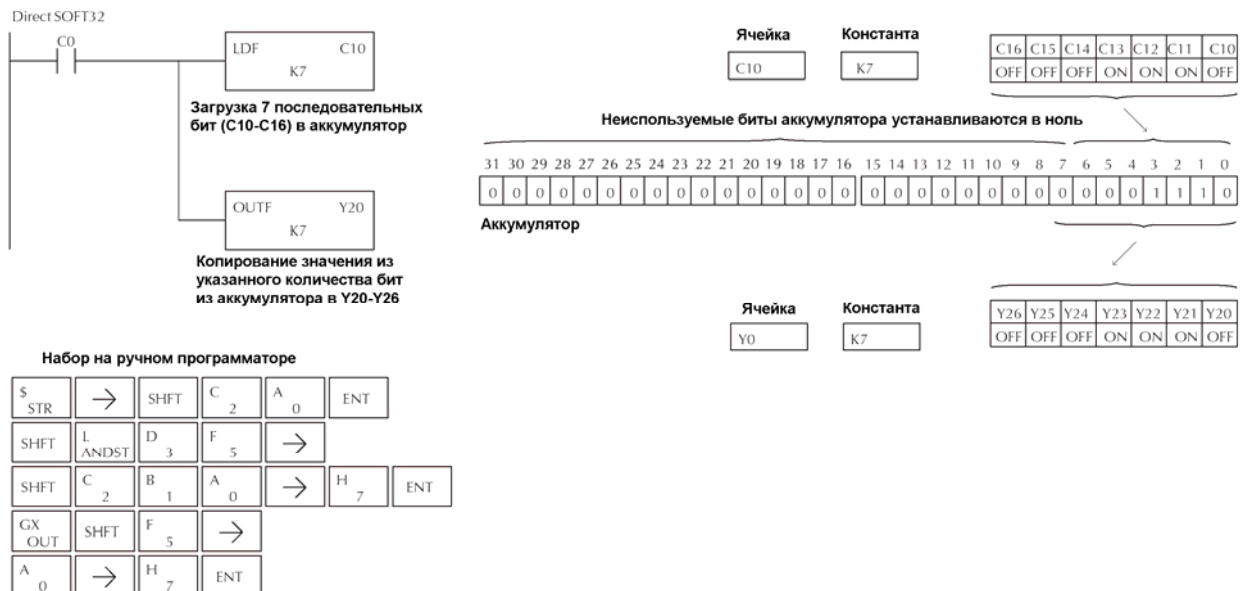 Direct SOFT32
C0
LDF C10
K7
Загрузка 7 последовательных
бит (C10-C16) в аккумулятор
OUTF Y20
K7
Копирование значения из
указанного количества бит
из аккумулятора в Y20-Y26
Ячейка Константа
C10 K7
C16 C15 C14 C13 C12 C11 C10
OFF OFF OFF ON ON ON OFF
Неиспользуемые биты аккумулятора устанавливаются в ноль
31 30 29 28 27 26 25 24 23 22 21 20 19 18 17 16 15 14 13 12 11 10 9 8 7 6 5 4 3 2 1 0
0 0 0 0 0 0 0 0 0 0 0 0 0 0 0 0 0 0 0 0 0 0 0 0 0 0 0 0 1 1 1 0
Аккумулятор
Ячейка Константа
Y0 K7
Y26 Y25 Y24 Y23 Y22 Y21 Y20
OFF OFF OFF ON ON ON OFF
Набор на ручном программаторе
$ STR → SHFT C 2 A 0 ENT
SHFT L ANDST D 3 F 5 →
SHFT C 2 B 1 A 0 → H 7 ENT
GX OUT SHFT F 5 →
A 0 → H 7 ENT